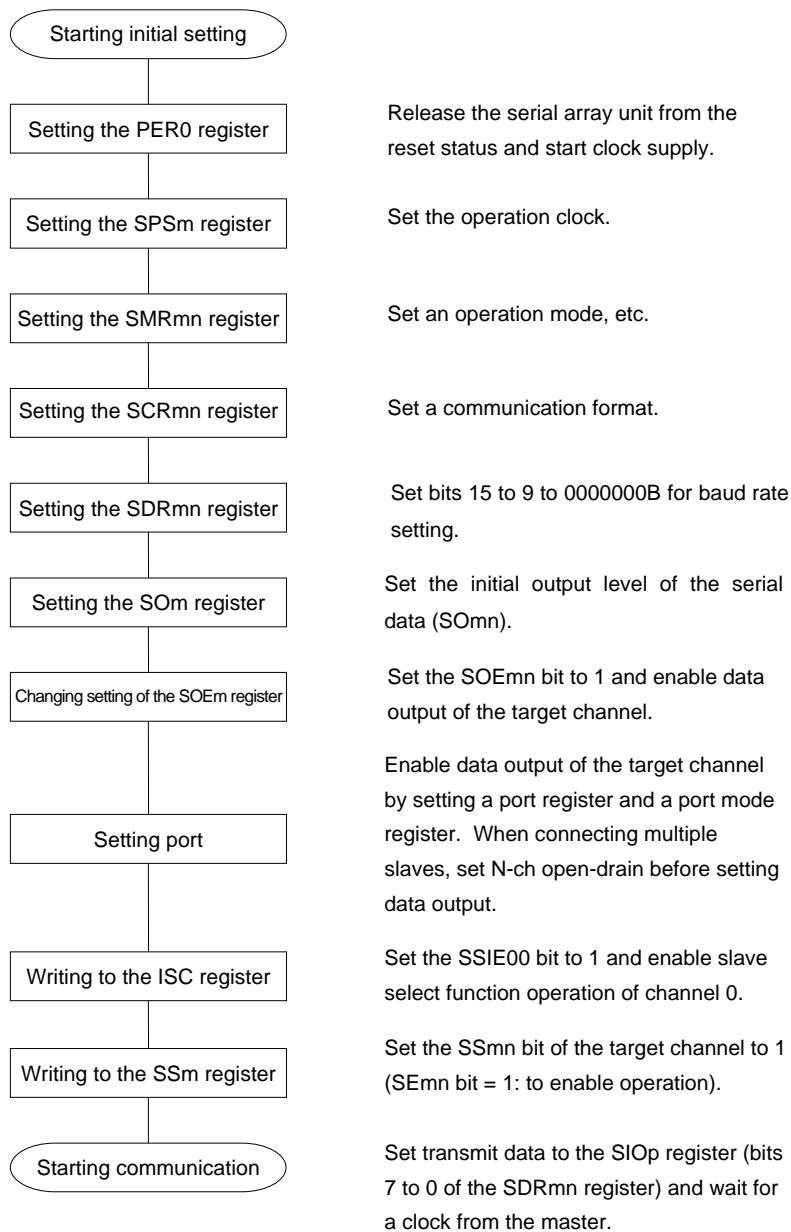 Starting initial setting
Setting the PER0 register
Release the serial array unit from the
reset status and start clock supply.
Setting the SPSm register
Set the operation clock.
Setting the SMRmn register
Set an operation mode, etc.
Setting the SCRmn register
Set a communication format.
Setting the SDRmn register
Set bits 15 to 9 to 0000000B for baud rate
setting.
Setting the SOm register
Set the initial output level of the serial
data (SOmn).
Changing setting of the SOEm register
Set the SOEmn bit to 1 and enable data
output of the target channel.
Setting port
Enable data output of the target channel
by setting a port register and a port mode
register. When connecting multiple
slaves, set N-ch open-drain before setting
data output.
Writing to the ISC register
Set the SSIE00 bit to 1 and enable slave
select function operation of channel 0.
Writing to the SSm register
Set the SSmn bit of the target channel to 1
(SEmn bit = 1: to enable operation).
Starting communication
Set transmit data to the SIOp register (bits
7 to 0 of the SDRmn register) and wait for
a clock from the master.